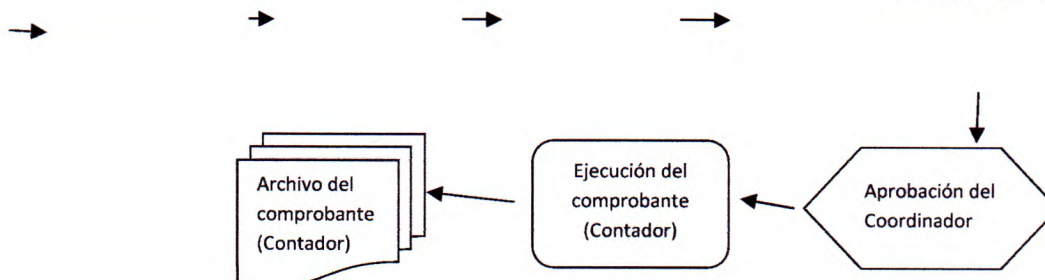 Archivo del
comprobante
(Contador)
Ejecución del
comprobante
(Contador)
Aprobación del
Coordinador